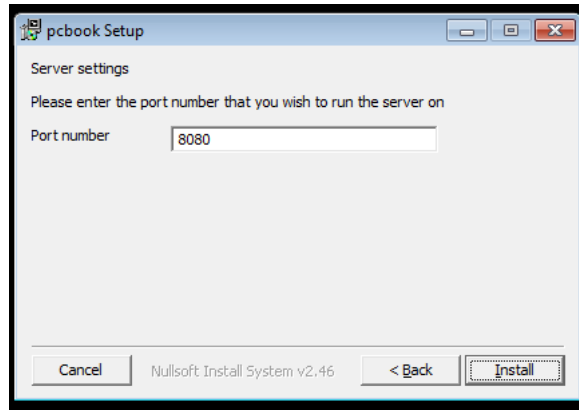 pcbook Setup
Server settings
Please enter the port number that you wish to run the server on
Port number 8080
Cancel Nullsoft Install System v2.46 < Back Install